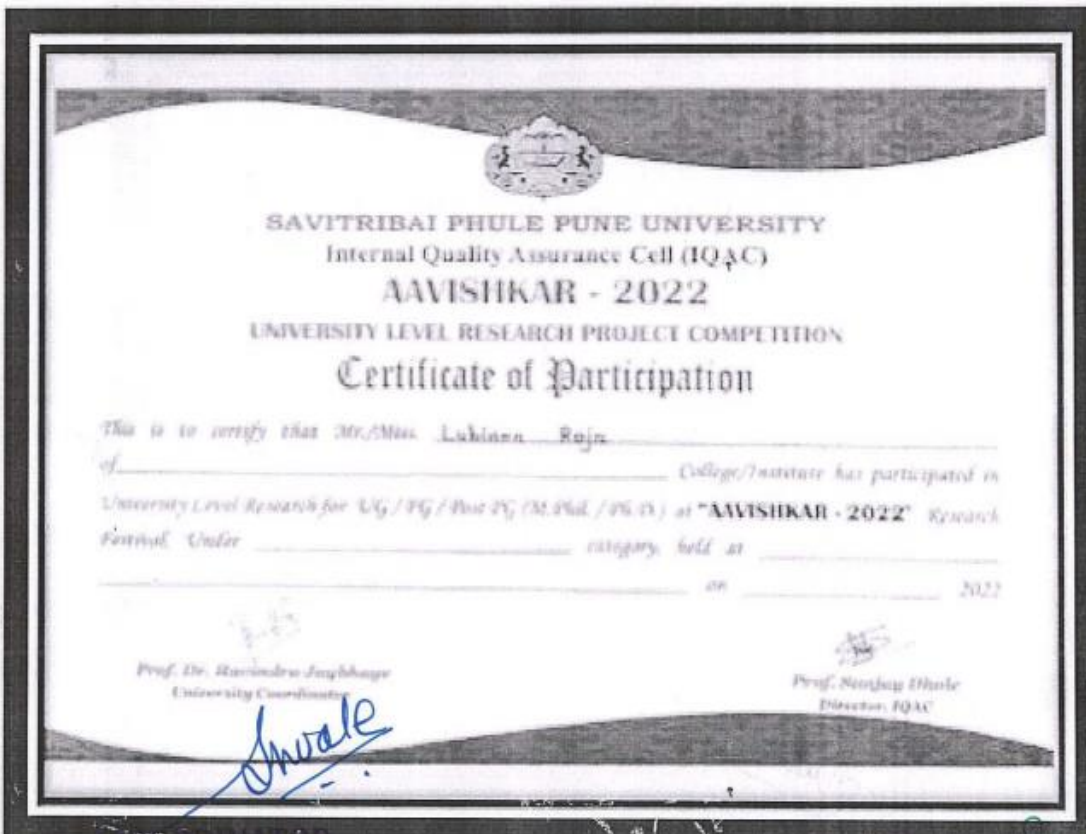 SAVITRIBAI PHULE PUNE UNIVERSITY
Internal Quality Assurance Cell (IQAC)
AAVISHKAR - 2022
UNIVERSITY LEVEL RESEARCH PROJECT COMPETITION
Certificate of Participation
This is to certify that Mr./Miss. Raja
of College/Institute has participated in
University Level Research for UG / PG / Post PG (M.Phil. / Ph.D.) at "AAVISHKAR - 2022" Research
Festival, Under category, held at
on 2022
Prof. Dr. Ravindra Jaybhaye
University Coordinator
Prof. Sanjay Dhole
Director, IQAC